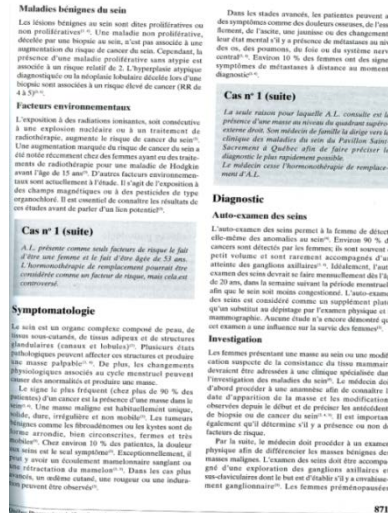 Maladies bénignes du sein
Les lésions bénignes au sein sont dites prolifératives ou
non prolifératives. Une maladie non proliférative,
décelée par une biopsie au sein, n'est pas associée à une
augmentation du risque de cancer du sein. Cependant, la
présence d'une maladie proliférative sans atypie est
associée à un risque relatif de 2. L'hyperplasie atypique
diagnostiquée ou la néoplasie lobulaire décelée lors d'une
biopsie sont associées à un risque élevé de cancer (RR de
4 à 5).
Facteurs environnementaux
L'exposition à des radiations ionisantes, soit consécutive
à une explosion nucléaire ou à un traitement de
radiothérapie, augmente le risque de cancer du sein.
Une augmentation marquée du risque de cancer du sein a
été notée récemment chez des femmes ayant eu des traite-
ments de radiothérapie pour une maladie de Hodgkin
avant l'âge de 15 ans. D'autres facteurs environnemen-
taux sont actuellement à l'étude. Il s'agit de l'exposition à
des champs magnétiques ou à des pesticides de type
organochloré. Il est essentiel de connaître les résultats de
ces études avant de parler d'un lien potentiel.
Cas n° 1 (suite)
A.L. présente comme seuls facteurs de risque le fait
d'être une femme et le fait d'être âgée de 53 ans.
L'hormonothérapie de remplacement pourrait être
considérée comme un facteur de risque, mais cela est
controversé.
Symptomatologie
Le sein est un organe complexe composé de peau, de
tissus sous-cutanés, de tissus adipeux et de structures
glandulaires (canaux et lobules). Plusieurs états
pathologiques peuvent affecter ces structures et produire
une masse palpable. De plus, les changements
physiologiques associés au cycle menstruel peuvent
causer des anormalités et produire une masse.
Le signe le plus fréquent (chez plus de 90 % des
patientes) d'un cancer est la présence d'une masse dans le
sein. Une masse maligne est habituellement unique,
solide, dure, irrégulière et non mobile. Les tumeurs
bénignes comme les fibroadénomes ou les kystes sont de
forme arrondie, bien circonscrites, fermes et très
mobiles. Chez environ 10 % des patientes, la douleur
aux seins est le seul symptôme. Exceptionnellement, il
peut y avoir un écoulement mamelonnaire sanglant ou
une rétraction du mamelon. Dans les cas plus
avancés, un œdème cutané, une rougeur ou une indura-
tion peuvent être observés.
Dans les stades avancés, les patientes peuvent a
des symptômes comme des douleurs osseuses, de l'ess
flement, de l'ascite, une jaunisse ou des changement
leur état mental s'il y a présence de métastases au niv
des os, des poumons, du foie ou du système nerv
central. Environ 10 % des femmes ont des signe
symptômes de métastases à distance au moment
diagnostic.
Cas n° 1 (suite)
La seule raison pour laquelle A.L. consulte est la
présence d'une masse au niveau du quadrant supéro-
externe droit. Son médecin de famille la dirige vers la
clinique des maladies du sein du Pavillon Saint-
Sacrement à Québec afin de faire préciser le
diagnostic le plus rapidement possible.
Le médecin cesse l'hormonothérapie de remplace-
ment d'A.L.
Diagnostic
Auto-examen des seins
L'auto-examen des seins permet à la femme de détect
elle-même des anomalies au sein. Environ 90 % d
cancers sont détectés par les femmes; ils sont souvent
petit volume et sont rarement accompagnés d'u
atteinte des ganglions axillaires. Idéalement, l'aut
examen des seins devrait se faire mensuellement dès l'â
de 20 ans, dans la semaine suivant la période menstruel
afin que le sein soit moins congestionné. L'auto-exame
des seins est considéré comme un supplément plut
qu'un substitut au dépistage par l'examen physique et
mammographie. Aucune étude n'a encore démontré qu
cet examen a une influence sur la survie des femmes.
Investigation
Les femmes présentant une masse au sein ou une modif
cation suspecte de la consistance du tissu mammair
devraient être adressées à une clinique spécialisée dan
l'investigation des maladies du sein. Le médecin doi
d'abord procéder à une anamnèse afin de connaître l
date d'apparition de la masse et les modification
observées depuis le début et de préciser les antécédent
de biopsie ou de cancer du sein. Il est important
également qu'il détermine s'il y a présence ou non d
facteurs de risque.
Par la suite, le médecin doit procéder à un examen
physique afin de différencier les masses bénignes des
masses malignes. L'examen des seins doit être accompa-
gné d'une exploration des ganglions axillaires et
sus-claviculaires dont le but est d'établir s'il y a envahisse-
ment ganglionnaire. Les femmes préménopausées
871